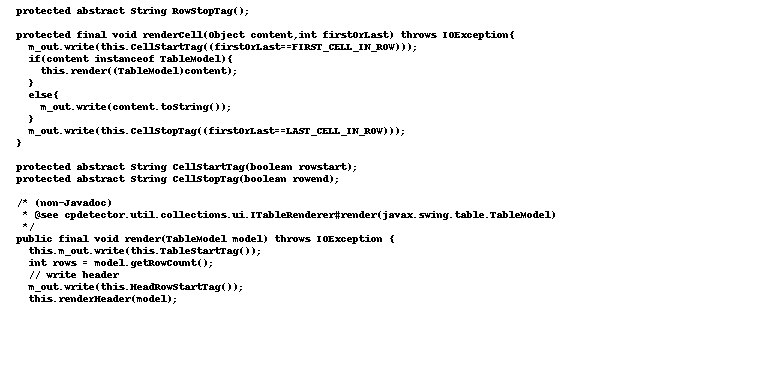 protected abstract String RowStopTag();

protected final void renderCell(Object content,int firstOrLast) throws IOException{
  m_out.write(this.CellStartTag((firstOrLast==FIRST_CELL_IN_ROW)));
  if(content instanceof TableModel){
    this.render((TableModel)content);
  }
  else{
    m_out.write(content.toString());
  }
  m_out.write(this.CellStopTag((firstOrLast==LAST_CELL_IN_ROW)));
}

protected abstract String CellStartTag(boolean rowstart);
protected abstract String CellStopTag(boolean rowend);

/* (non-Javadoc)
 * @see cpdetector.util.collections.ui.ITableRenderer#render(javax.swing.table.TableModel)
 */
public final void render(TableModel model) throws IOException {
  this.m_out.write(this.TableStartTag());
  int rows = model.getRowCount();
  // write header
  m_out.write(this.HeadRowStartTag());
  this.renderHeader(model);